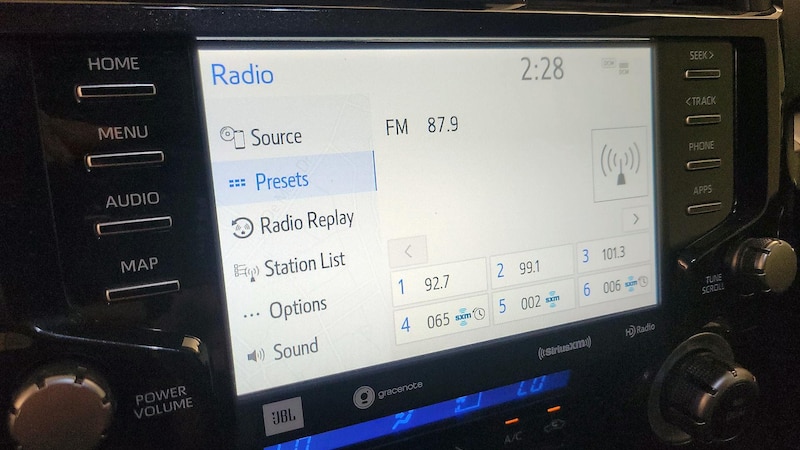 HOME
MENU
AUDIO
MAP
POWER
VOLUME
Radio
2:28
Source
Presets
Radio Replay
Station List
Options
Sound
FM 87.9
1 92.7
2 99.1
3 101.3
4 065 sxm
5 002 sxm
6 006 sxm
SEEK >
< TRACK
PHONE
APPS
TUNE
SCROLL
JBL
gracenote
SiriusXM
HD Radio
LO
A/C